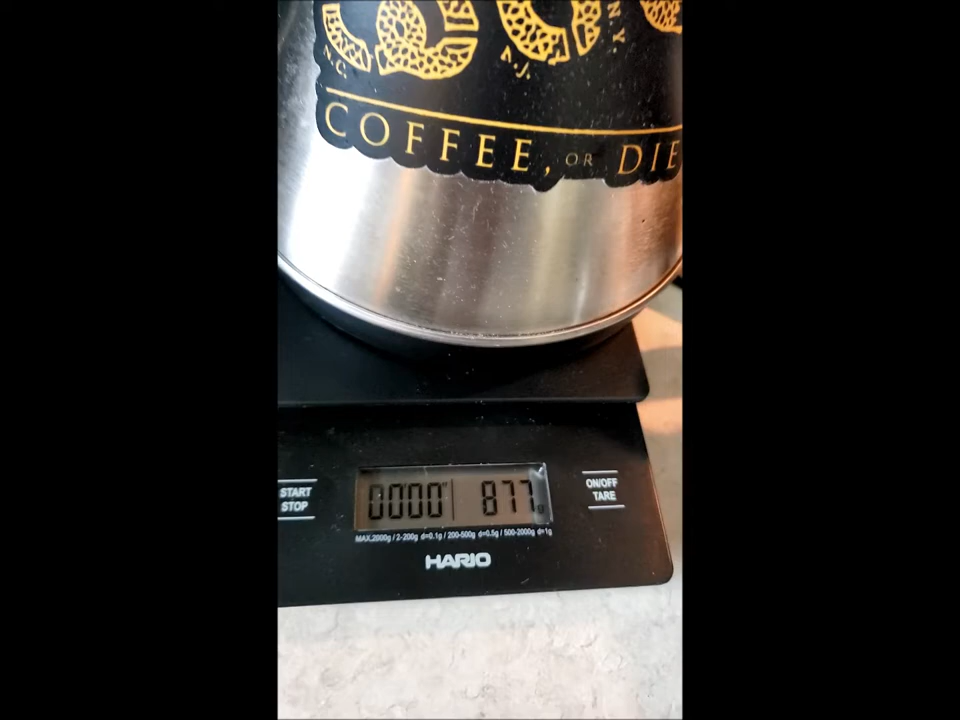 N.C.
A.J.
N.Y.
COFFEE, OR DIE
START
STOP
0000 877g
ON/OFF
TARE
MAX.2000g / 2-200g d=0.1g / 200-500g d=0.5g / 500-2000g d=1g
HARIO